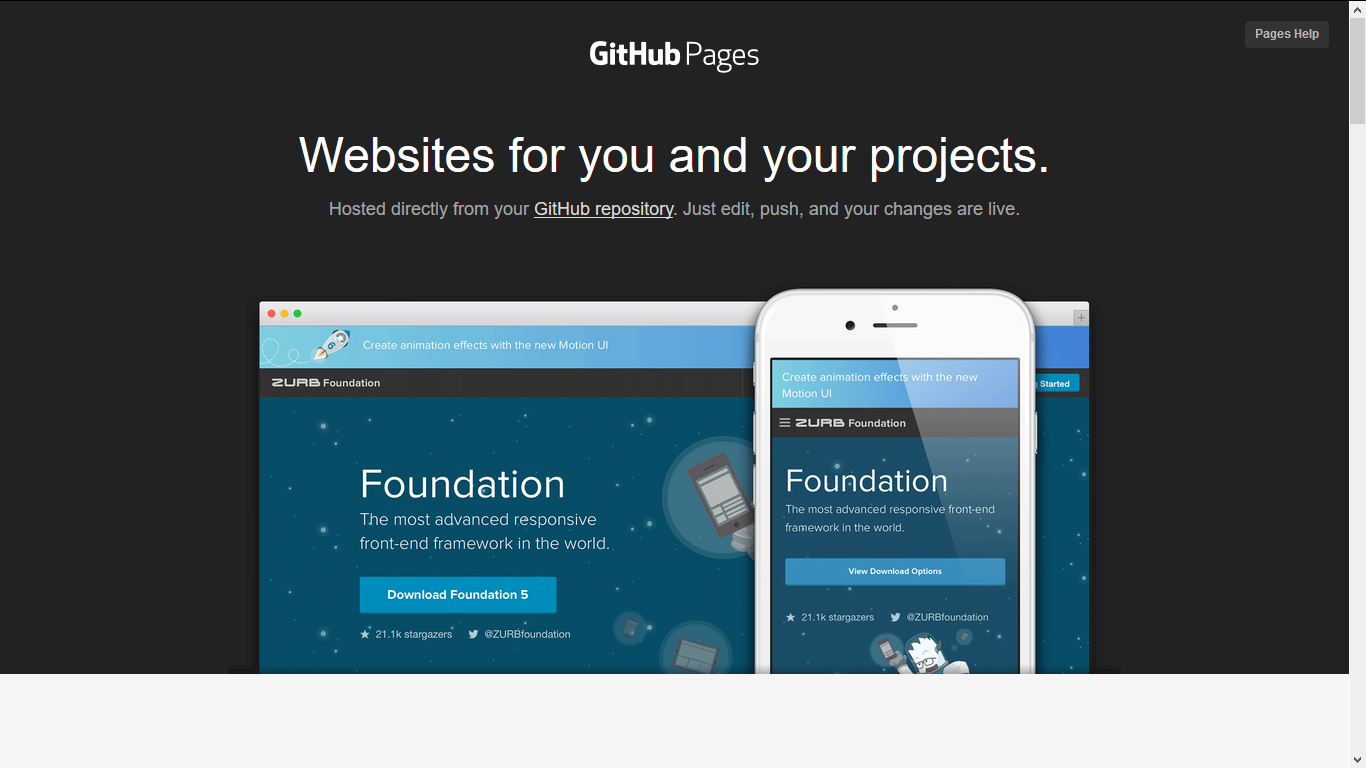 Pages Help
GitHub Pages
Websites for you and your projects.
Hosted directly from your GitHub repository. Just edit, push, and your changes are live.
Create animation effects with the new Motion UI
ZURB Foundation
Started
Foundation
The most advanced responsive
front-end framework in the world.
Download Foundation 5
21.1k stargazers @ZURBfoundation
Create animation effects with the new
Motion UI
ZURB Foundation
Foundation
The most advanced responsive front-end
framework in the world.
View Download Options
21.1k stargazers @ZURBfoundation